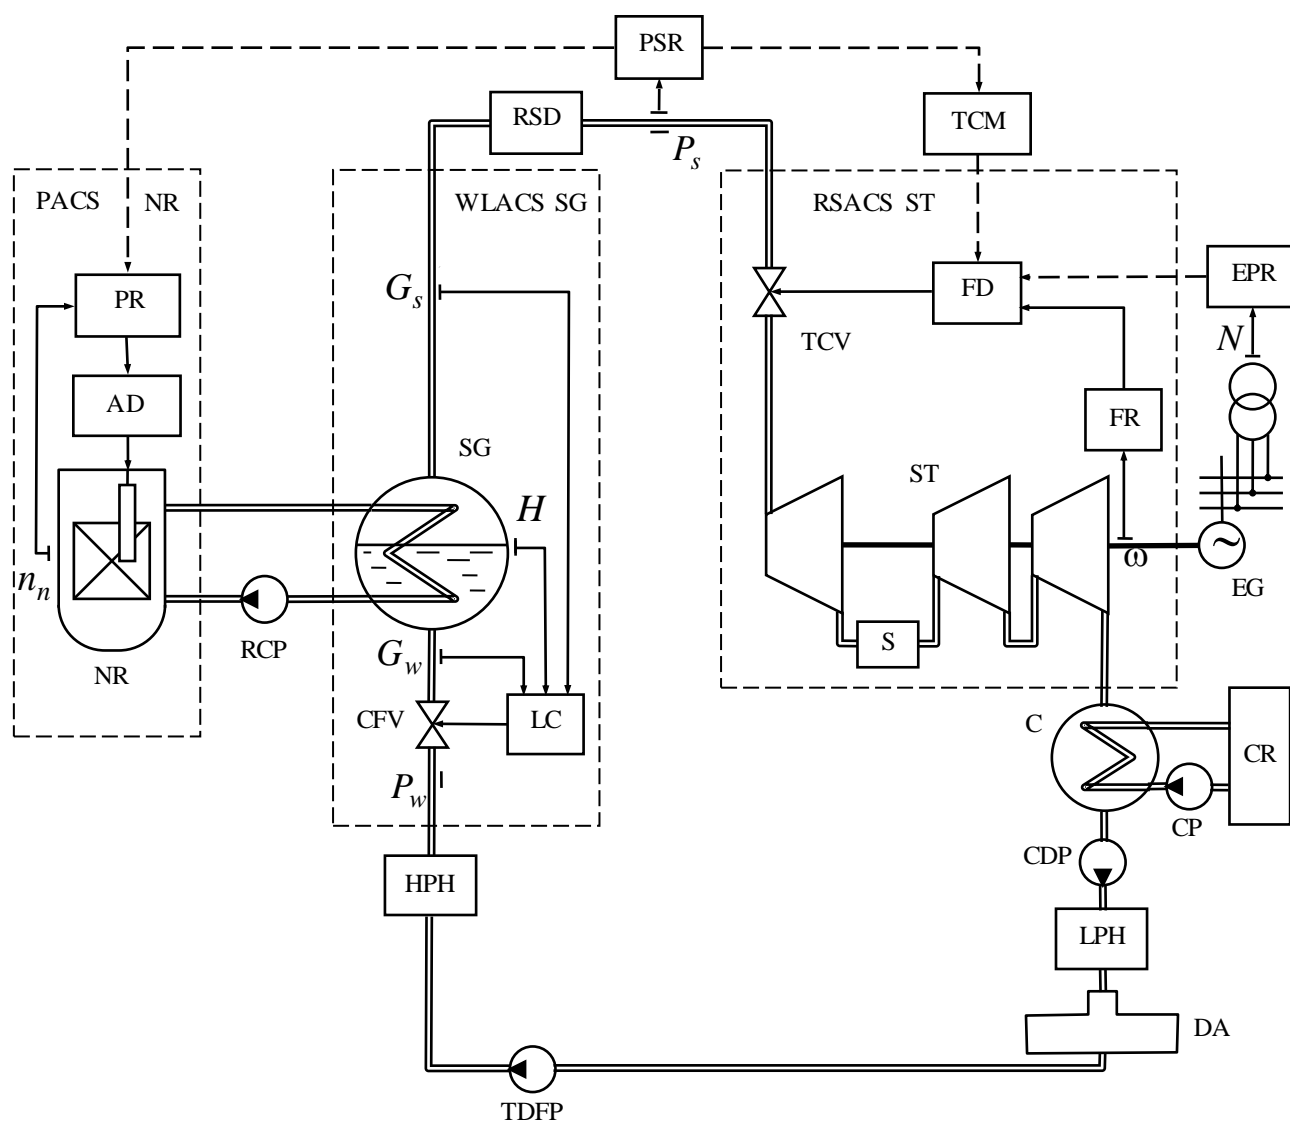 PSR
RSD
TCM
P_s
PACS NR
WLACS SG
RSACS ST
PR
G_s
FD
EPR
TCV
N
AD
FR
SG
ST
H
n_n
ω
~
EG
RCP
NR
G_w
S
CFV
LC
C
CR
P_w
CP
CDP
HPH
LPH
DA
TDFP